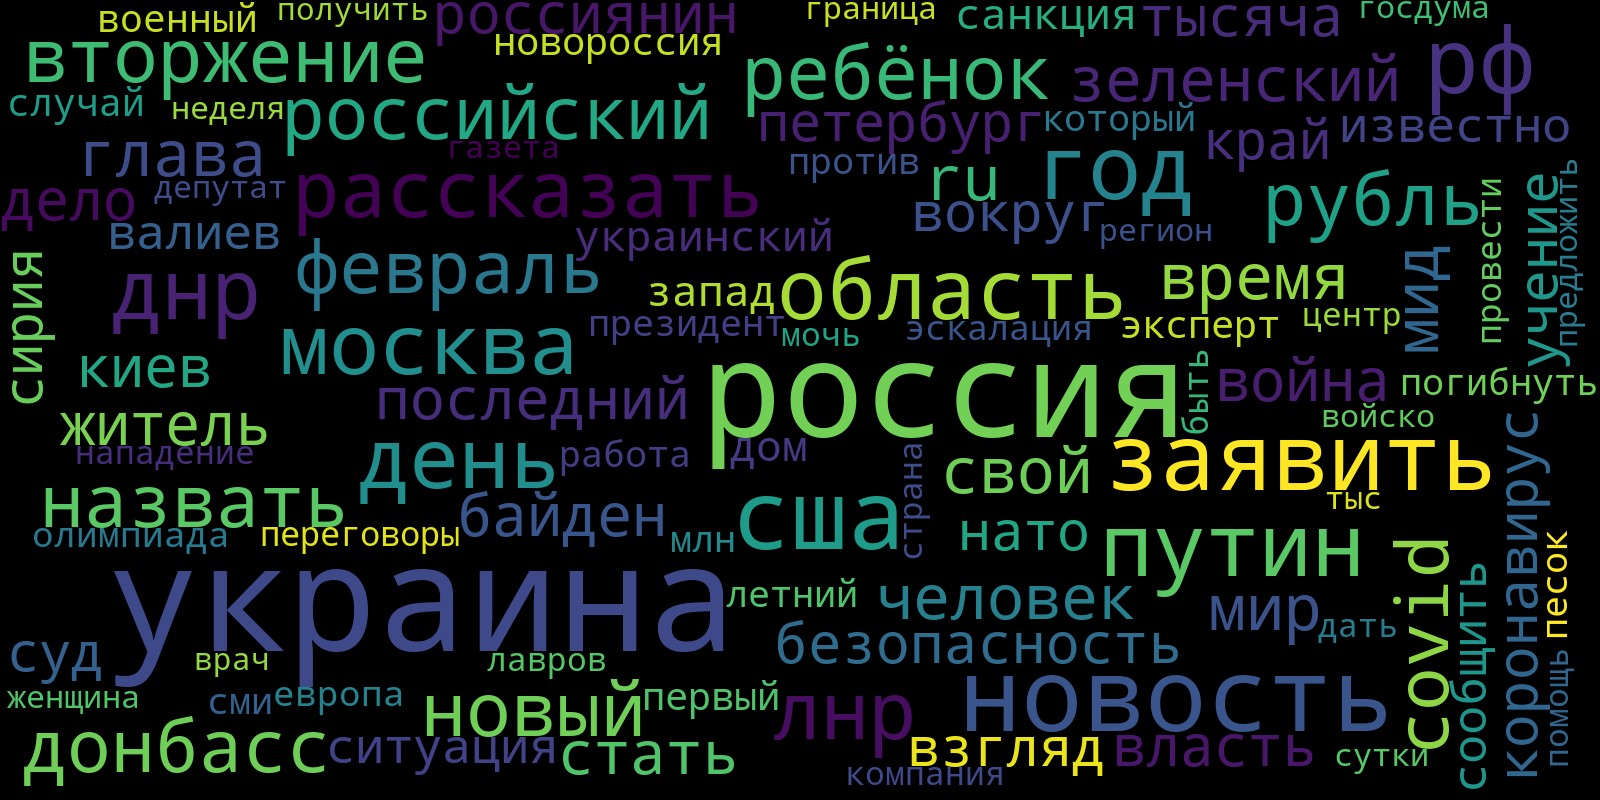 военный
получить
россиянин
граница
санкция
тысяча
госдума
вторжение
новороссия
ребёнок
зеленский
рф
случай
неделя
российский
петербург
который
край
известно
глава
газета
против
ru
год
рубль
дело
депутат
рассказать
вокруг
регион
валиев
украинский
провести
учение
предложить
сирия
днр
февраль
запад
область
время
мид
президент
мочь
эскалация
эксперт
центр
киев
москва
россия
быть
война
погибнуть
житель
последний
войско
нападение
день
работа
дом
страна
свой
заявить
коронавирус
назвать
байден
сша
тыс
олимпиада
переговоры
млн
нато
путин
covid
песок
украина
летний
человек
мир
дать
сообщить
суд
врач
лавров
безопасность
помощь
женщина
сми
европа
новый
первый
лнр
новость
донбасс
ситуация
стать
взгляд
власть
сутки
компания